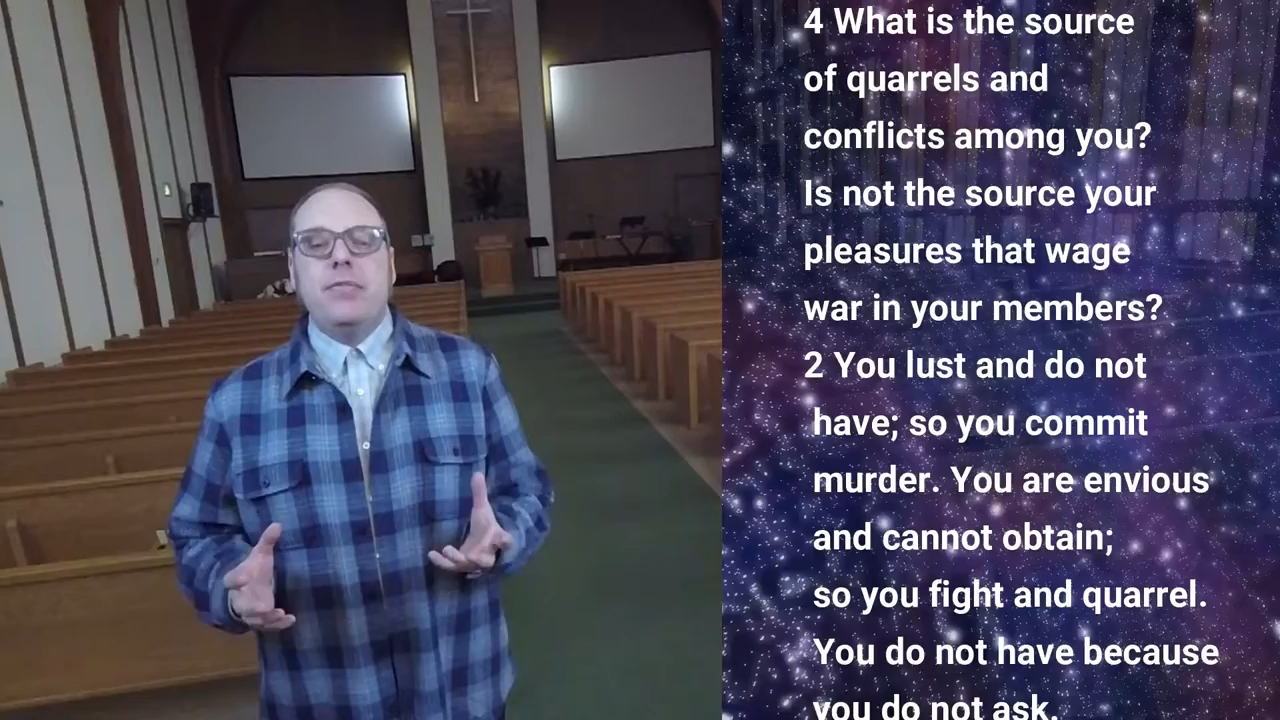 4 What is the source
of quarrels and
conflicts among you?
Is not the source your
pleasures that wage
war in your members?
2 You lust and do not
have; so you commit
murder. You are envious
and cannot obtain;
so you fight and quarrel.
You do not have because
you do not ask.